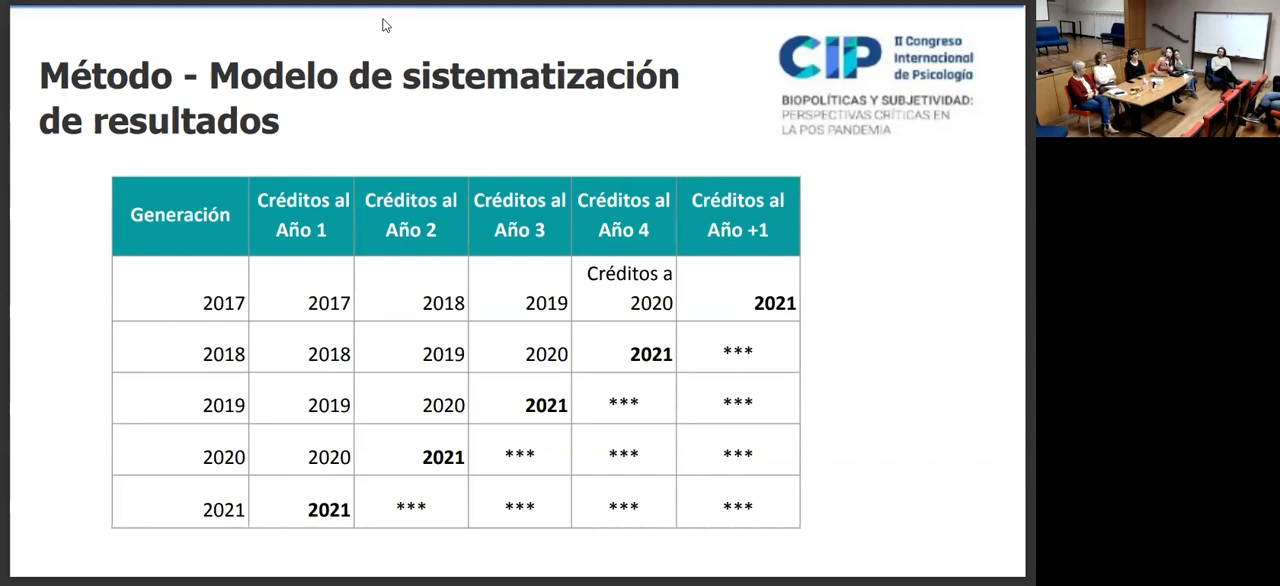 Método - Modelo de sistematización
de resultados
CIP
II Congreso
Internacional
de Psicología
BIOPOLÍTICAS Y SUBJETIVIDAD:
PERSPECTIVAS CRÍTICAS EN
LA POS PANDEMIA
Generación Créditos al Año 1 Créditos al Año 2 Créditos al Año 3 Créditos al Año 4 Créditos al Año +1
2017 2017 2018 2019 Créditos a 2020 2021
2018 2018 2019 2020 2021 ***
2019 2019 2020 2021 *** ***
2020 2020 2021 *** *** ***
2021 2021 *** *** *** ***